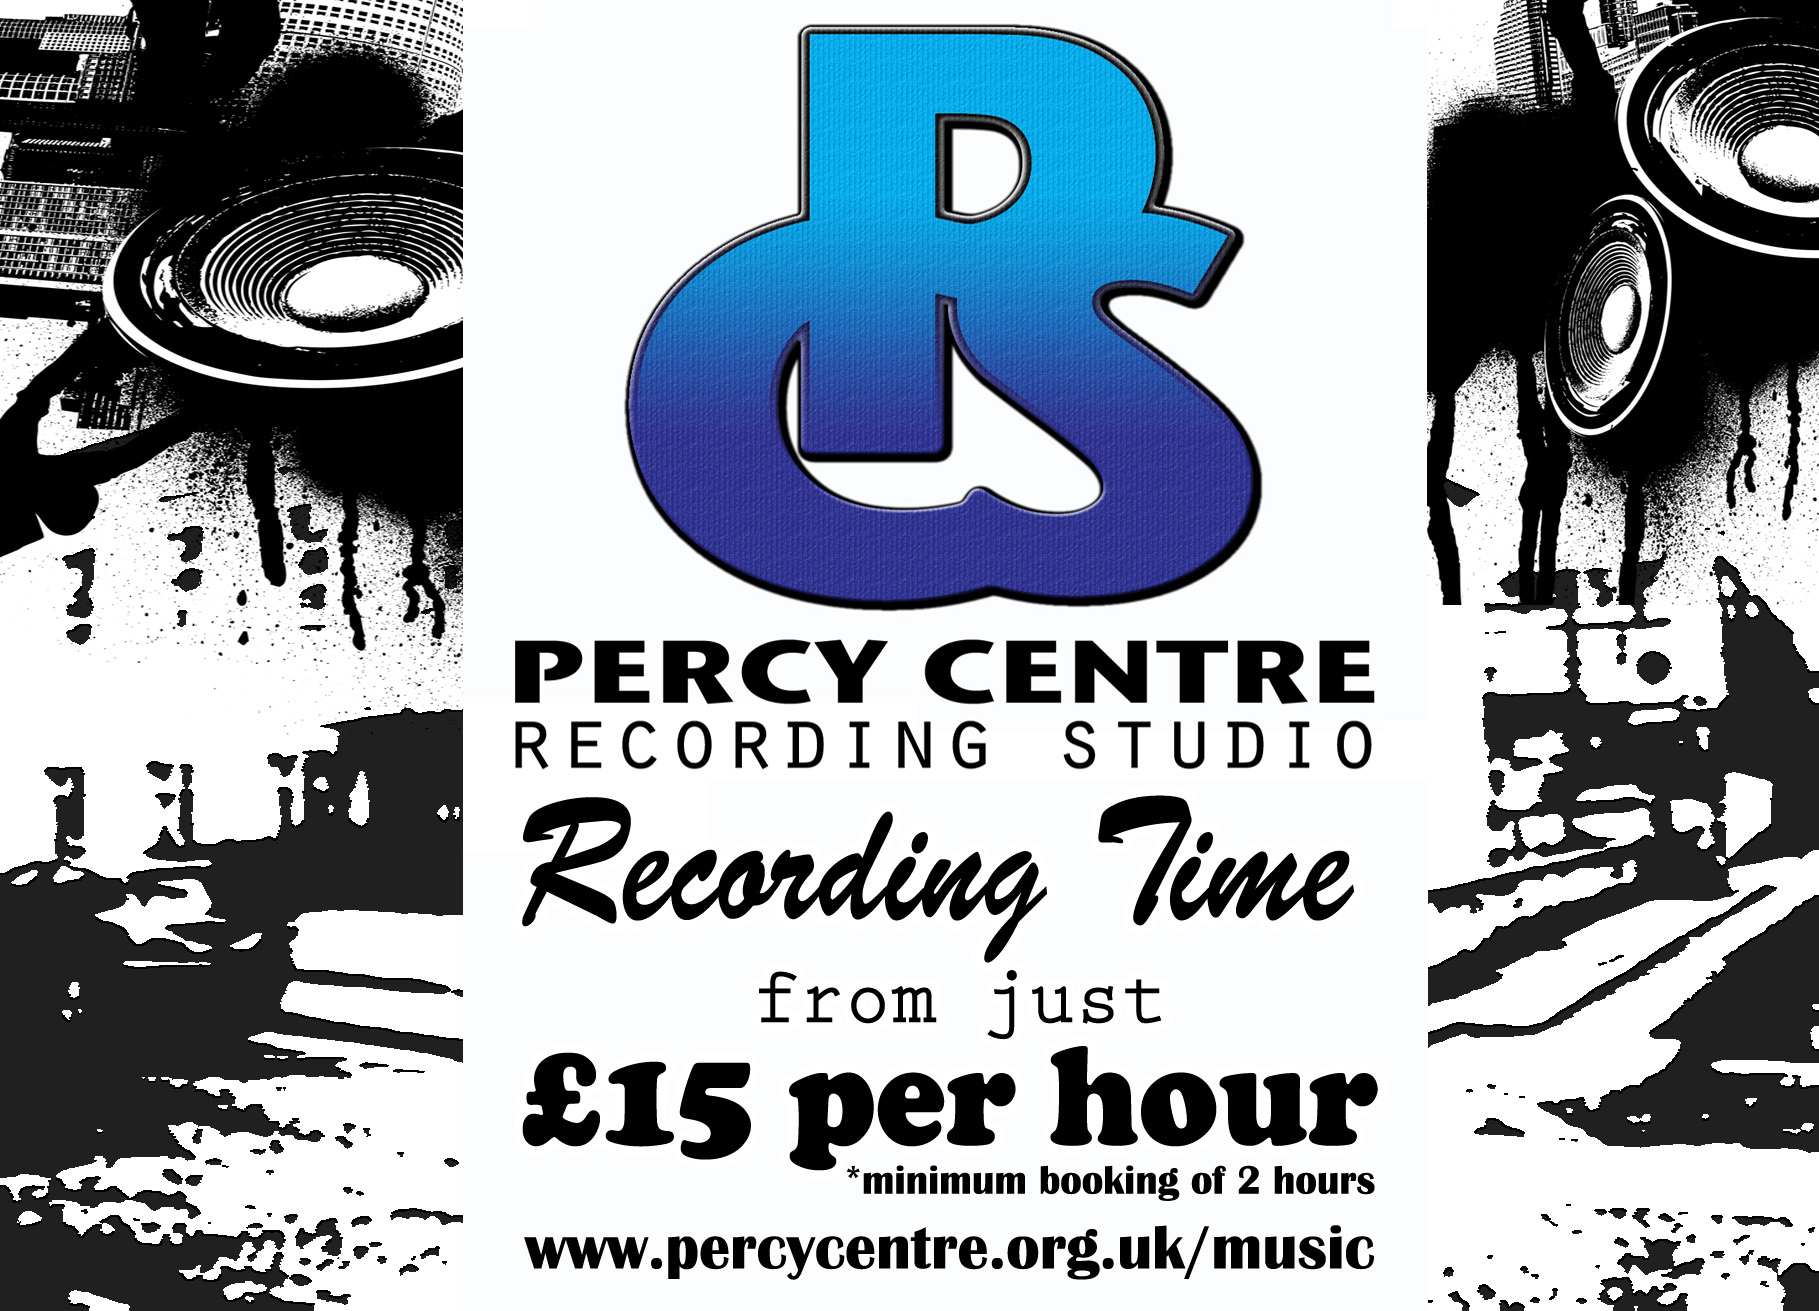 PCS
PERCY CENTRE
RECORDING STUDIO
Recording Time
from just
£15 per hour
*minimum booking of 2 hours
www.percycentre.org.uk/music